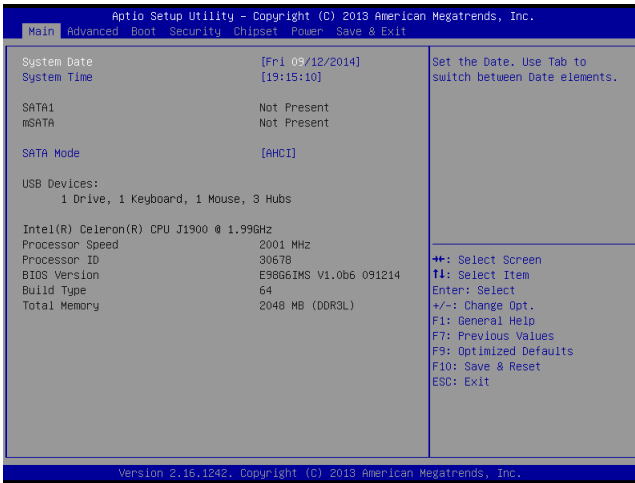 Aptio Setup Utility - Copyright (C) 2013 American Megatrends, Inc.
Main Advanced Boot Security Chipset Power Save & Exit
System Date [Fri 09/12/2014]
System Time [19:15:10]
SATA1 Not Present
mSATA Not Present
SATA Mode [AHCI]
USB Devices:
1 Drive, 1 Keyboard, 1 Mouse, 3 Hubs
Intel(R) Celeron(R) CPU J1900 @ 1.99GHz
Processor Speed 2001 MHz
Processor ID 30678
BIOS Version E98G6IMS V1.0b6 091214
Build Type 64
Total Memory 2048 MB (DDR3L)
Set the Date. Use Tab to
switch between Date elements.
→←: Select Screen
↑↓: Select Item
Enter: Select
+/-: Change Opt.
F1: General Help
F7: Previous Values
F9: Optimized Defaults
F10: Save & Reset
ESC: Exit
Version 2.16.1242. Copyright (C) 2013 American Megatrends, Inc.